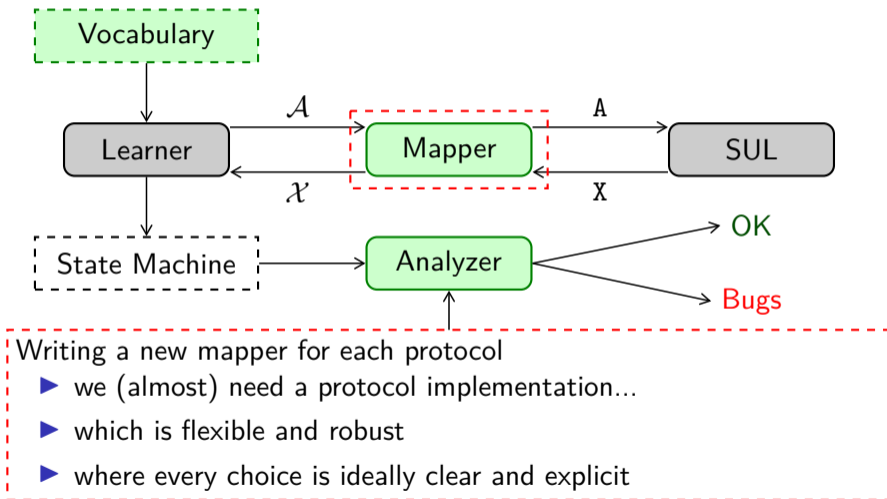 Vocabulary
𝒜
A
Learner
Mapper
SUL
𝒳
X
OK
State Machine
Analyzer
Bugs
Writing a new mapper for each protocol
▶ we (almost) need a protocol implementation...
▶ which is flexible and robust
▶ where every choice is ideally clear and explicit